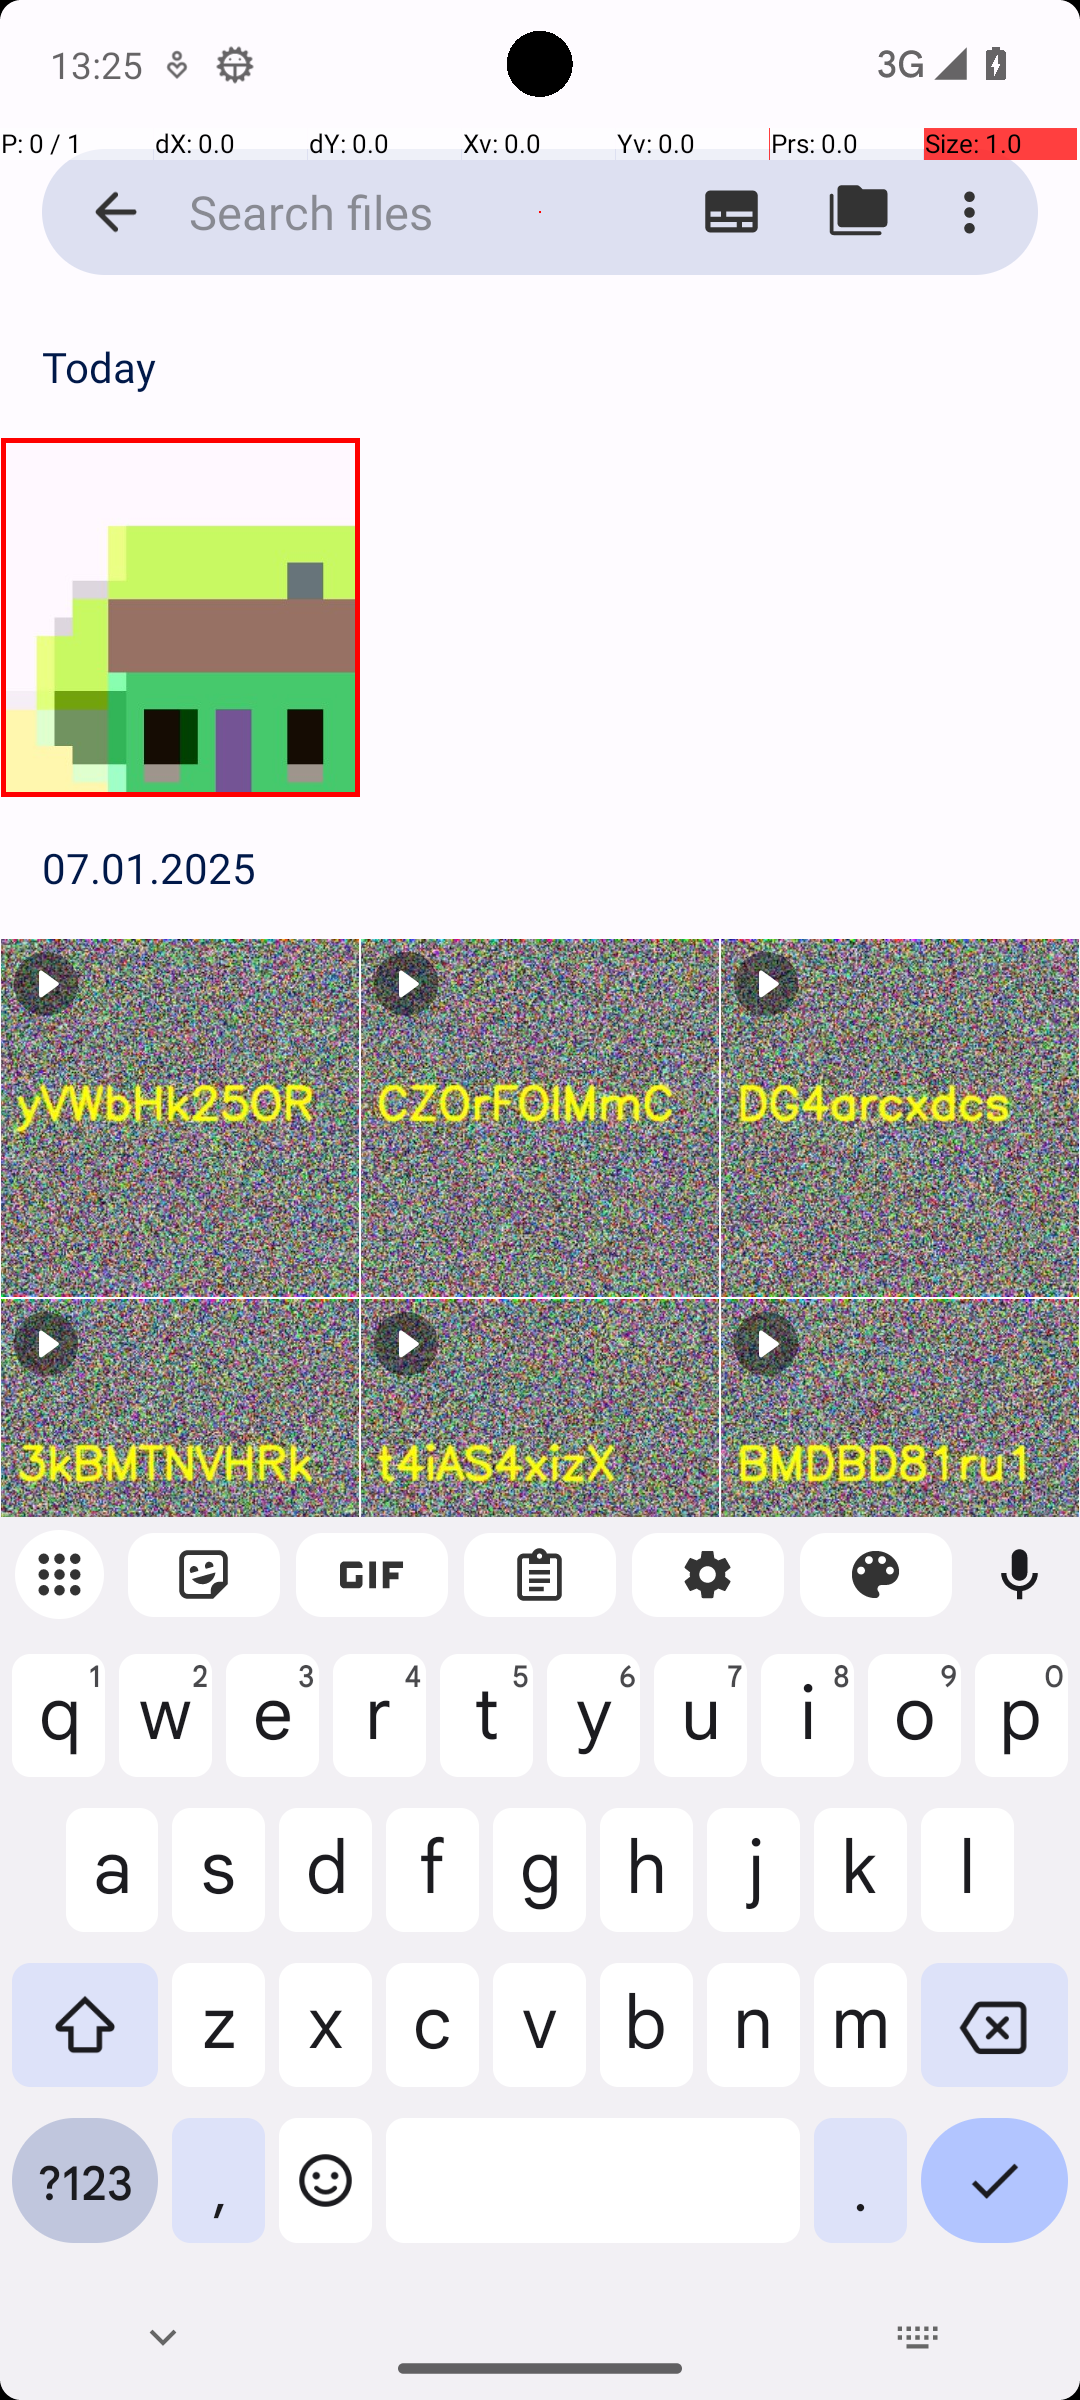 13:25 3G
P: 0 / 1 dX: 0.0 dY: 0.0 Xv: 0.0 Yv: 0.0 Prs: 0.0 Size: 1.0
Search files
Today
07.01.2025
yVWbHk25OR CZ0rFOIMmC DG4arcxdcs
3kBMTNVHRk t4iAS4xizX BMDBD81ru1
GIF
q 1 w 2 e 3 r 4 t 5 y 6 u 7 i 8 o 9 p 0
a s d f g h j k l
z x c v b n m
?123 , .